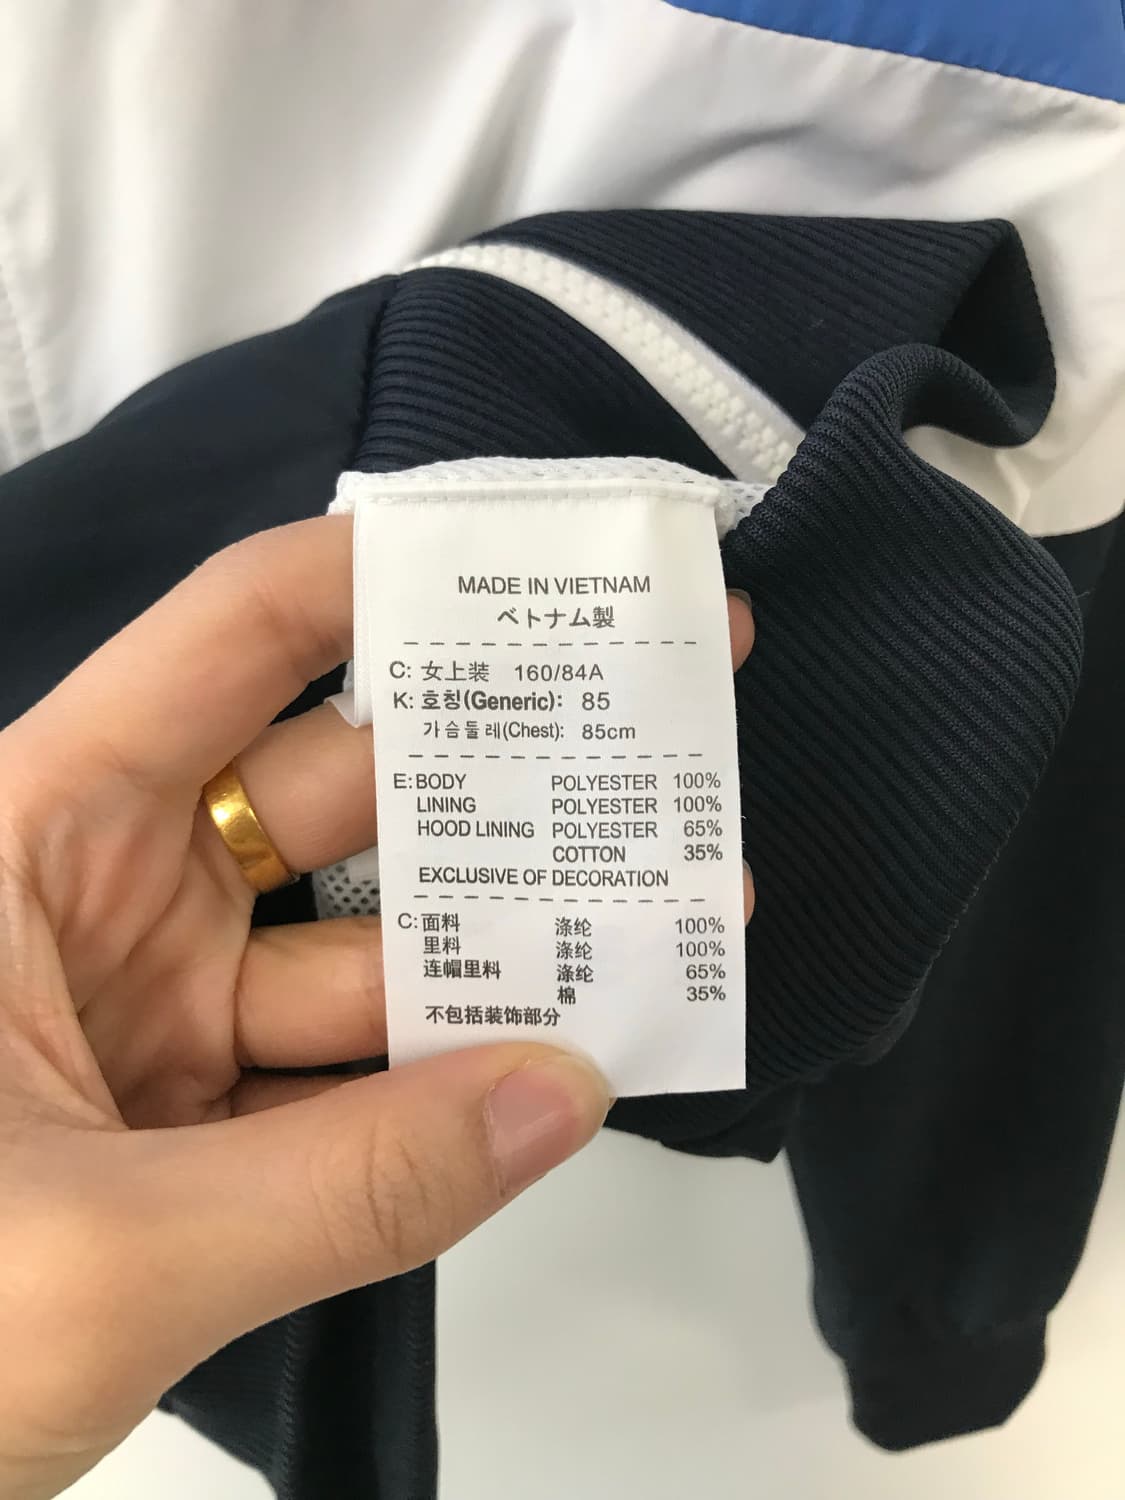 MADE IN VIETNAM
ベトナム製
C: 女上装 160/84A
K: 호칭(Generic): 85
가슴둘레(Chest): 85cm
E: BODY POLYESTER 100%
LINING POLYESTER 100%
HOOD LINING POLYESTER 65%
COTTON 35%
EXCLUSIVE OF DECORATION
C: 面料 涤纶 100%
里料 涤纶 100%
连帽里料 涤纶 65%
棉 35%
不包括装饰部分